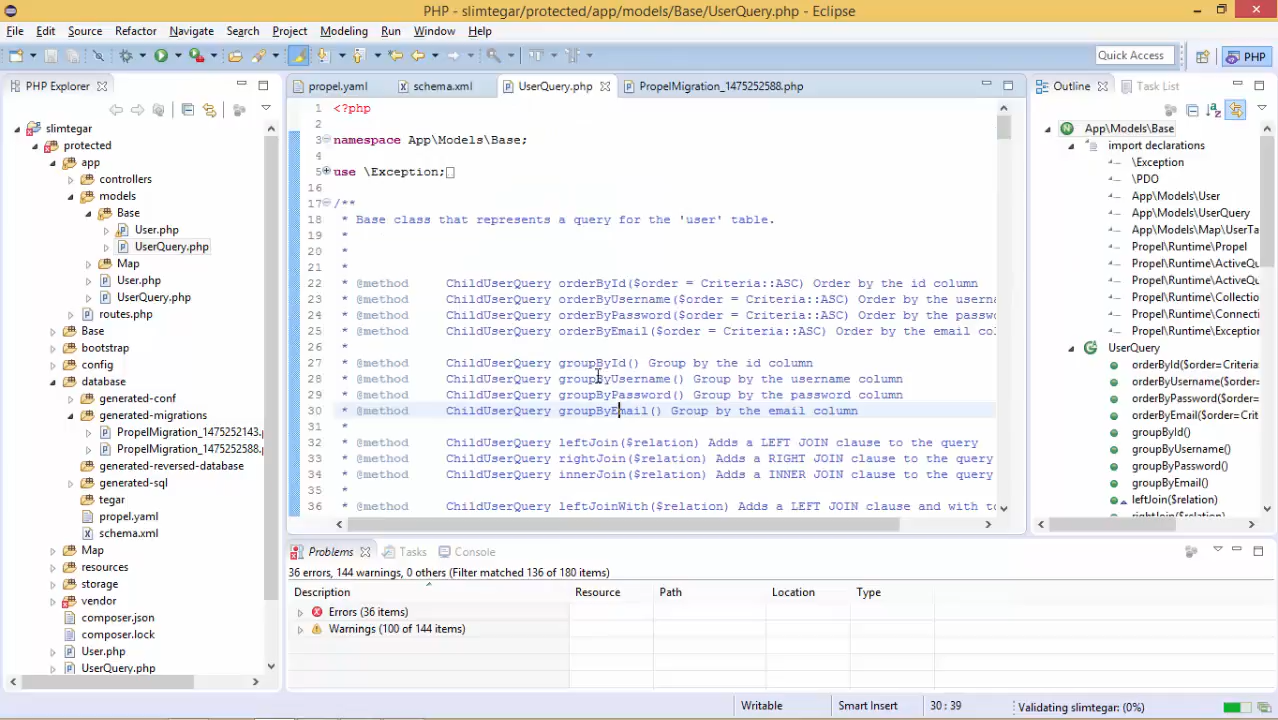 PHP - slimtegar/protected/app/models/Base/UserQuery.php - Eclipse
File Edit Source Refactor Navigate Search Project Modeling Run Window Help
Quick Access PHP
PHP Explorer
slimtegar
protected
app
controllers
models
Base
User.php
UserQuery.php
Map
User.php
UserQuery.php
routes.php
Base
bootstrap
config
database
generated-conf
generated-migrations
PropelMigration_1475252143.
PropelMigration_1475252588.
generated-reversed-database
generated-sql
tegar
propel.yaml
schema.xml
Map
resources
storage
vendor
composer.json
composer.lock
User.php
UserQuery.php
propel.yaml schema.xml UserQuery.php PropelMigration_1475252588.php
1 <?php
2
3 namespace App\Models\Base;
4
5 use \Exception;
16
17 /**
18 * Base class that represents a query for the 'user' table.
19 *
20 *
21 *
22 * @method ChildUserQuery orderById($order = Criteria::ASC) Order by the id column
23 * @method ChildUserQuery orderByUsername($order = Criteria::ASC) Order by the userna
24 * @method ChildUserQuery orderByPassword($order = Criteria::ASC) Order by the passwo
25 * @method ChildUserQuery orderByEmail($order = Criteria::ASC) Order by the email co
26 *
27 * @method ChildUserQuery groupById() Group by the id column
28 * @method ChildUserQuery groupByUsername() Group by the username column
29 * @method ChildUserQuery groupByPassword() Group by the password column
30 * @method ChildUserQuery groupByEmail() Group by the email column
31 *
32 * @method ChildUserQuery leftJoin($relation) Adds a LEFT JOIN clause to the query
33 * @method ChildUserQuery rightJoin($relation) Adds a RIGHT JOIN clause to the query
34 * @method ChildUserQuery innerJoin($relation) Adds a INNER JOIN clause to the query
35 *
36 * @method ChildUserQuery leftJoinWith($relation) Adds a LEFT JOIN clause and with to
Outline Task List
App\Models\Base
import declarations
\Exception
\PDO
App\Models\User
App\Models\UserQuery
App\Models\Map\UserTa
Propel\Runtime\Propel
Propel\Runtime\ActiveQu
Propel\Runtime\Criteria
Propel\Runtime\Collectio
Propel\Runtime\Connecti
Propel\Runtime\Exceptio
UserQuery
orderById($order=Criteria
orderByUsername($order
orderByPassword($order=
orderByEmail($order=Crit
groupById()
groupByUsername()
groupByPassword()
groupByEmail()
leftJoin($relation)
rightJoin($relation)
Problems Tasks Console
36 errors, 144 warnings, 0 others (Filter matched 136 of 180 items)
Description Resource Path Location Type
Errors (36 items)
Warnings (100 of 144 items)
Writable Smart Insert 30 : 39 Validating slimtegar: (0%)